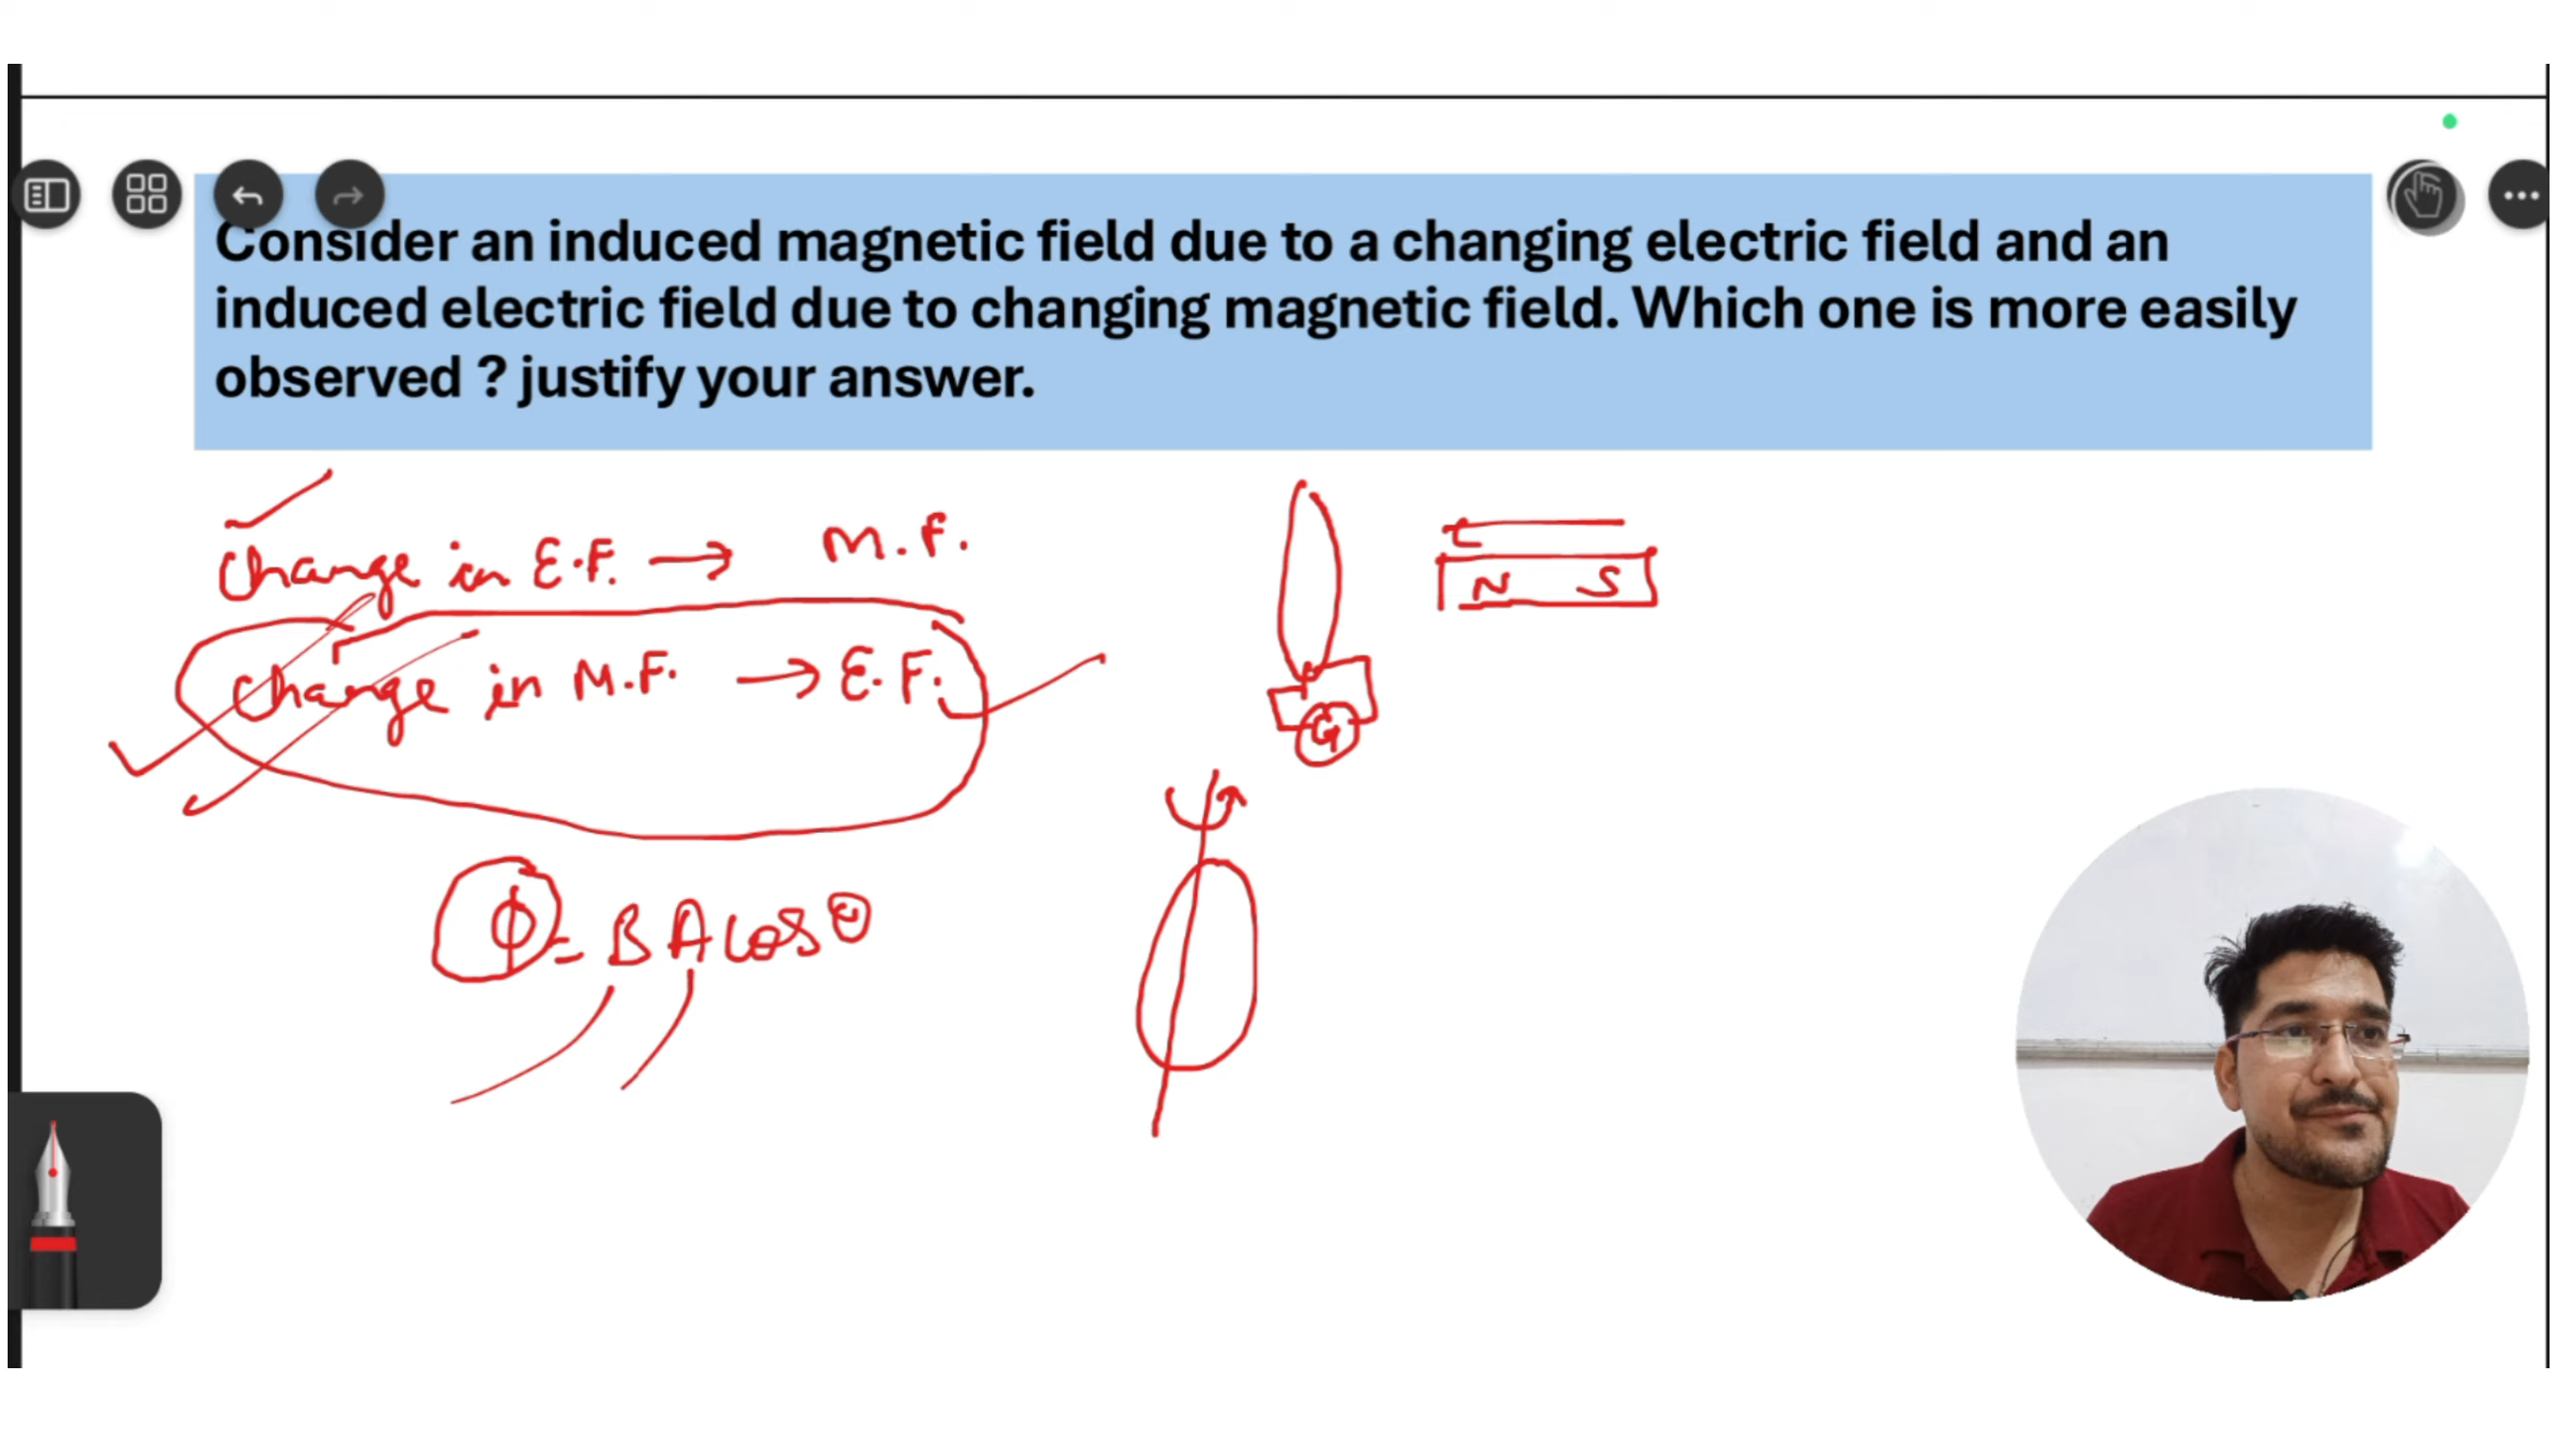 Consider an induced magnetic field due to a changing electric field and an
induced electric field due to changing magnetic field. Which one is more easily
observed ? justify your answer.
Change in E.F. → M.F.
Change in M.F. → E.F.
N S
G
Φ = BA cos Θ